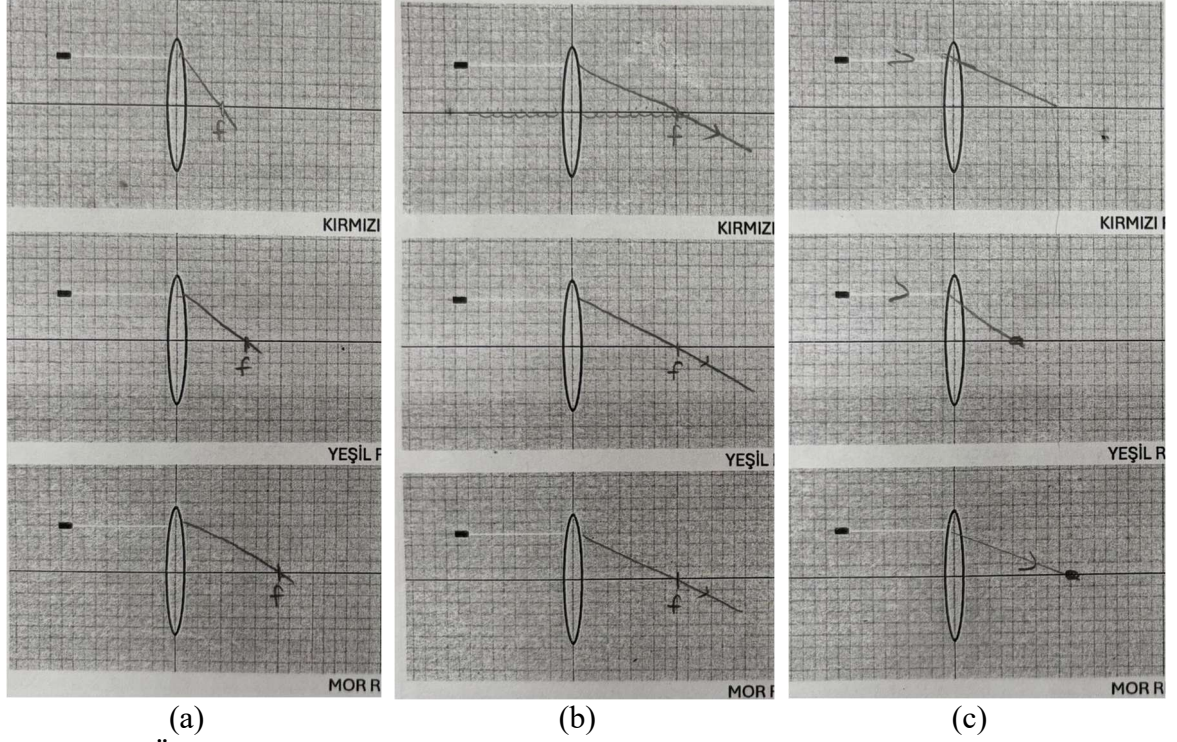 f
f
KIRMIZI
KIRMIZI
KIRMIZI
f
f
YEŞİL
YEŞİL
YEŞİL R
f
f
MOR R
MOR R
MOR R
(a)
(b)
(c)